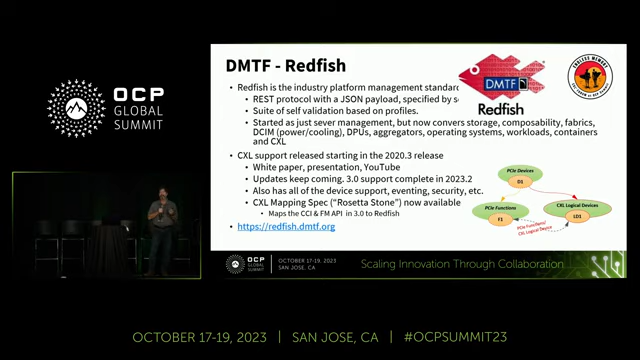 OCP
GLOBAL
SUMMIT
DMTF - Redfish
Redfish is the industry platform management standard
REST protocol with a JSON payload, specified by
Suite of self validation based on profiles.
Started as just sever management, but now convers storage, composability, fabrics,
DCIM (power/cooling), DPUs, aggregators, operating systems, workloads, containers
and CXL
CXL support released starting in the 2020.3 release
White paper, presentation, YouTube
Updates keep coming. 3.0 support complete in 2023.2
Also has all of the device support, eventing, security, etc.
CXL Mapping Spec ("Rosetta Stone") now available
Maps the CCI & FM API in 3.0 to Redfish
https://redfish.dmtf.org
DMTF
Redfish
PCIe Devices
D1
PCIe Functions
F1
CXL Logical Devices
LD1
PCIe Functions/
CXL Logical Device
OCP
GLOBAL
SUMMIT
OCTOBER 17-19, 2023
SAN JOSE, CA
Scaling Innovation Through Collaboration
OCTOBER 17-19, 2023 | SAN JOSE, CA | #OCPSUMMIT23